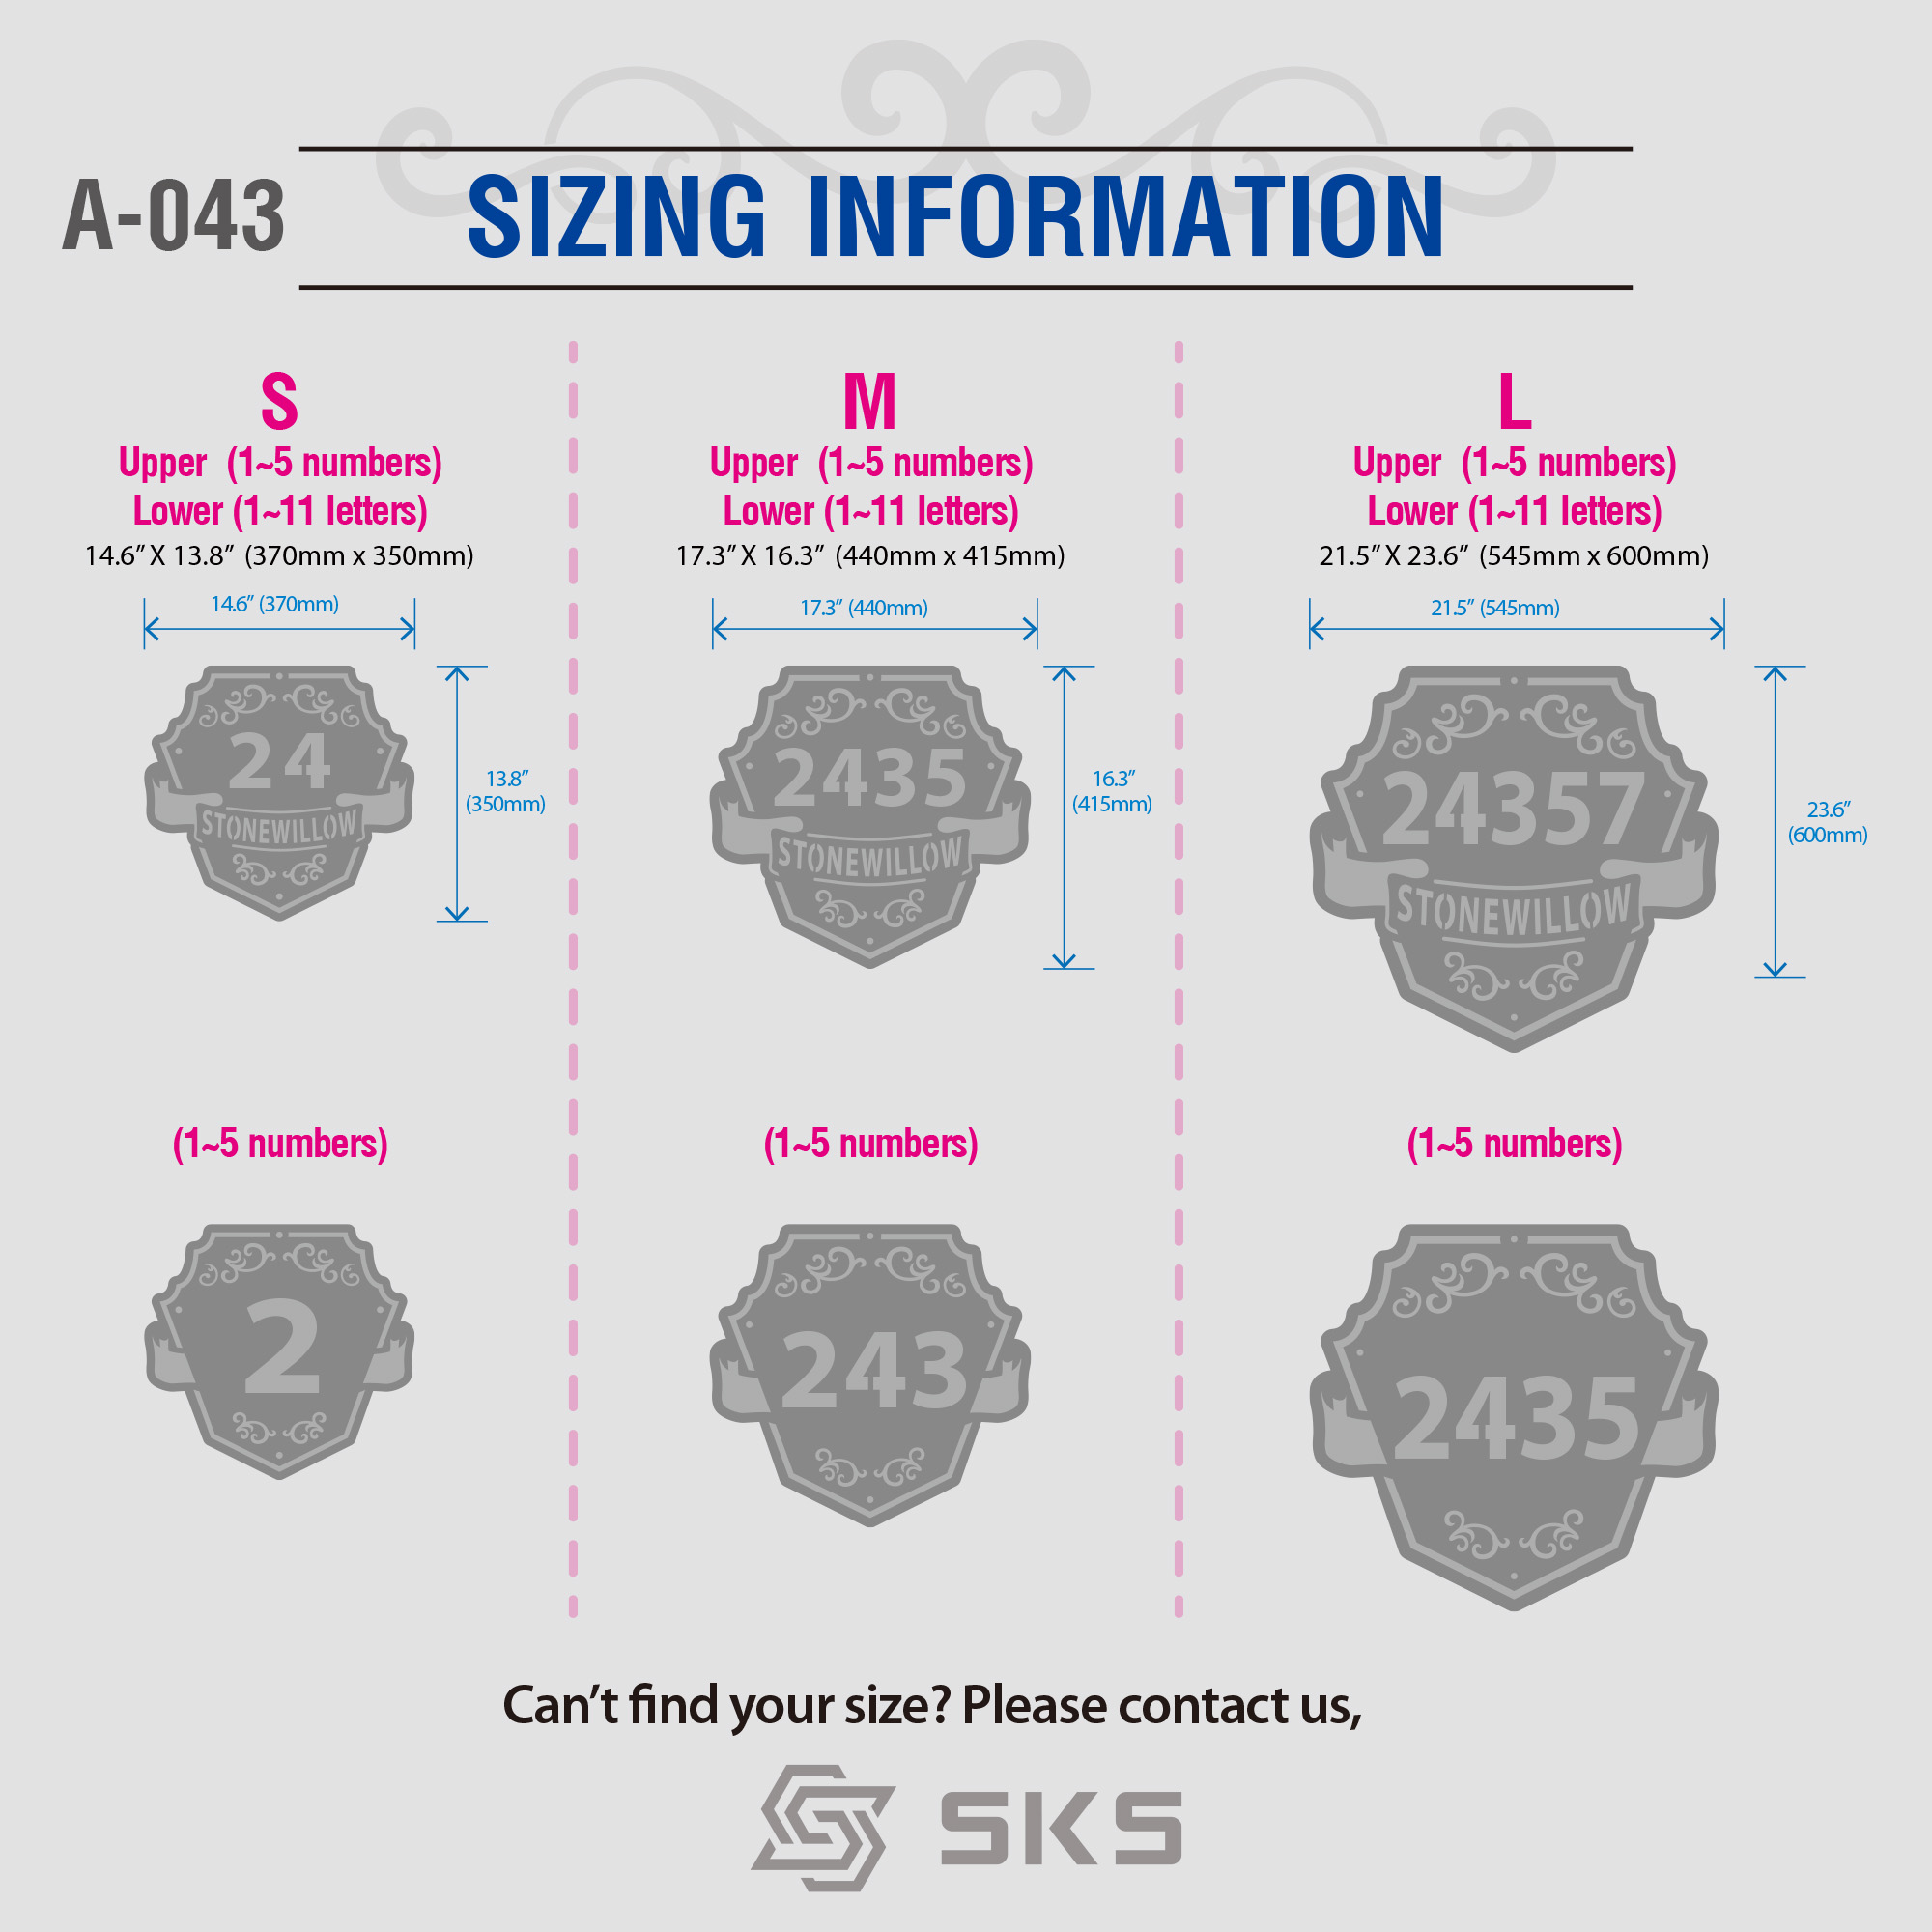 A-043
SIZING INFORMATION
S
Upper (1~5 numbers)
Lower (1~11 letters)
14.6” X 13.8” (370mm x 350mm)
14.6” (370mm)
13.8”
(350mm)
24
STONEWILLOW
M
Upper (1~5 numbers)
Lower (1~11 letters)
17.3” X 16.3” (440mm x 415mm)
17.3” (440mm)
16.3”
(415mm)
2435
STONEWILLOW
L
Upper (1~5 numbers)
Lower (1~11 letters)
21.5” X 23.6” (545mm x 600mm)
21.5” (545mm)
23.6”
(600mm)
24357
STONEWILLOW
(1~5 numbers)
2
(1~5 numbers)
243
(1~5 numbers)
2435
Can’t find your size? Please contact us,
SKS